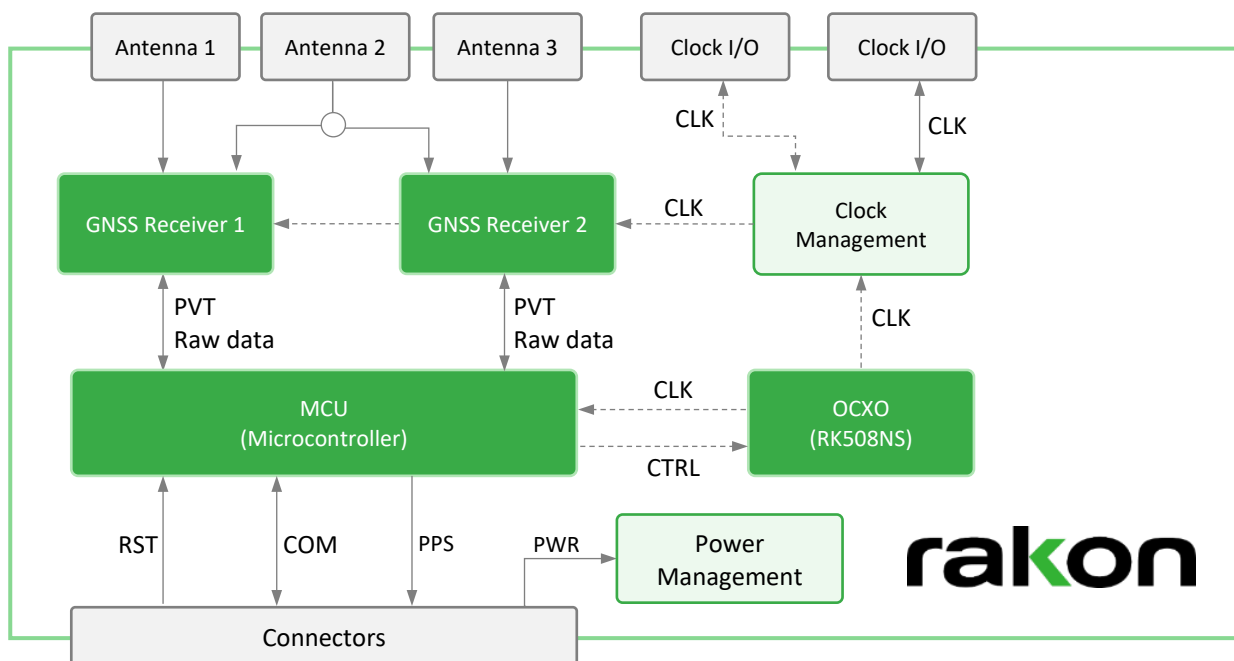 Antenna 1
Antenna 2
Antenna 3
Clock I/O
Clock I/O
CLK
CLK
GNSS Receiver 1
GNSS Receiver 2
CLK
Clock
Management
PVT
Raw data
PVT
Raw data
CLK
MCU
(Microcontroller)
CLK
CTRL
OCXO
(RK508NS)
RST
COM
PPS
PWR
Power
Management
rakon
Connectors